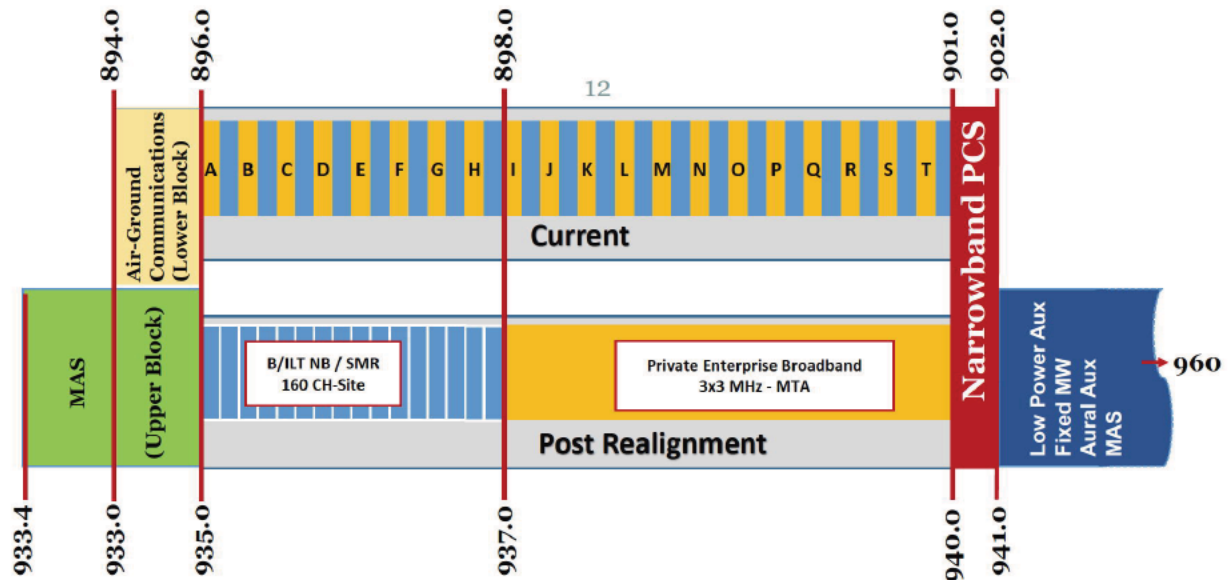 894.0
896.0
898.0
901.0
902.0
12
Air-Ground
Communications
(Lower Block)
A B C D E F G H I J K L M N O P Q R S T
Current
Narrowband PCS
MAS
(Upper Block)
B/ILT NB / SMR
160 CH-Site
Private Enterprise Broadband
3x3 MHz - MTA
Post Realignment
Low Power Aux
Fixed MW
Aural Aux
MAS
960
933.4
933.0
935.0
937.0
940.0
941.0